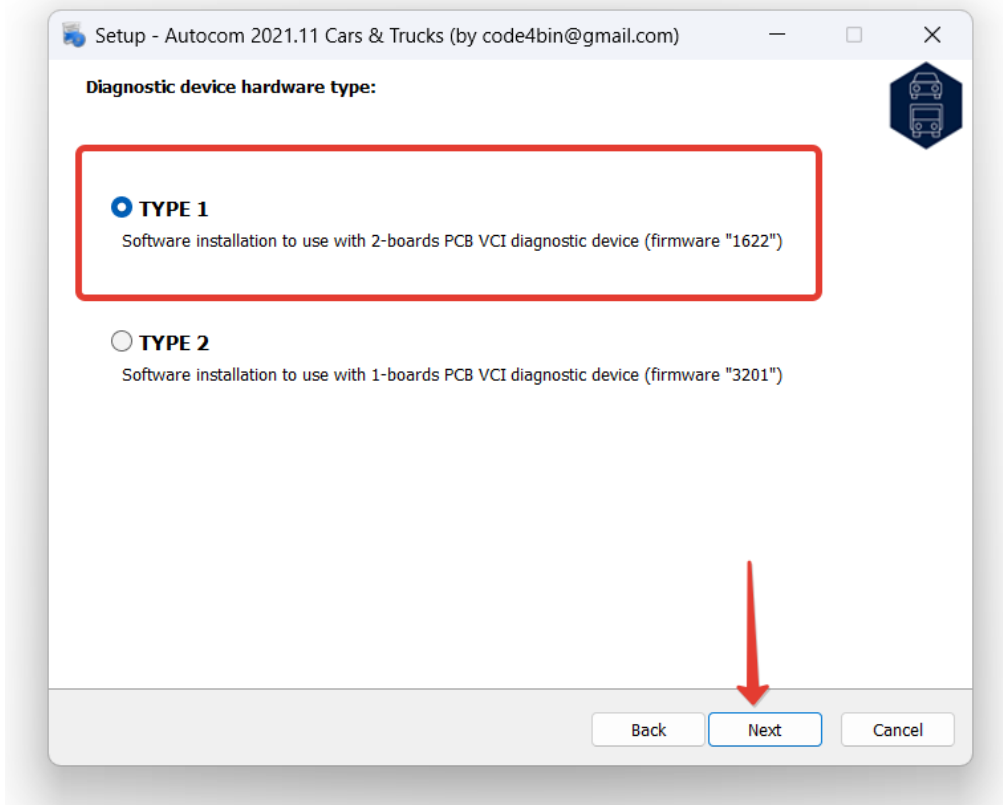 Setup - Autocom 2021.11 Cars & Trucks (by code4bin@gmail.com)
Diagnostic device hardware type:
TYPE 1
Software installation to use with 2-boards PCB VCI diagnostic device (firmware "1622")
TYPE 2
Software installation to use with 1-boards PCB VCI diagnostic device (firmware "3201")
Back Next Cancel